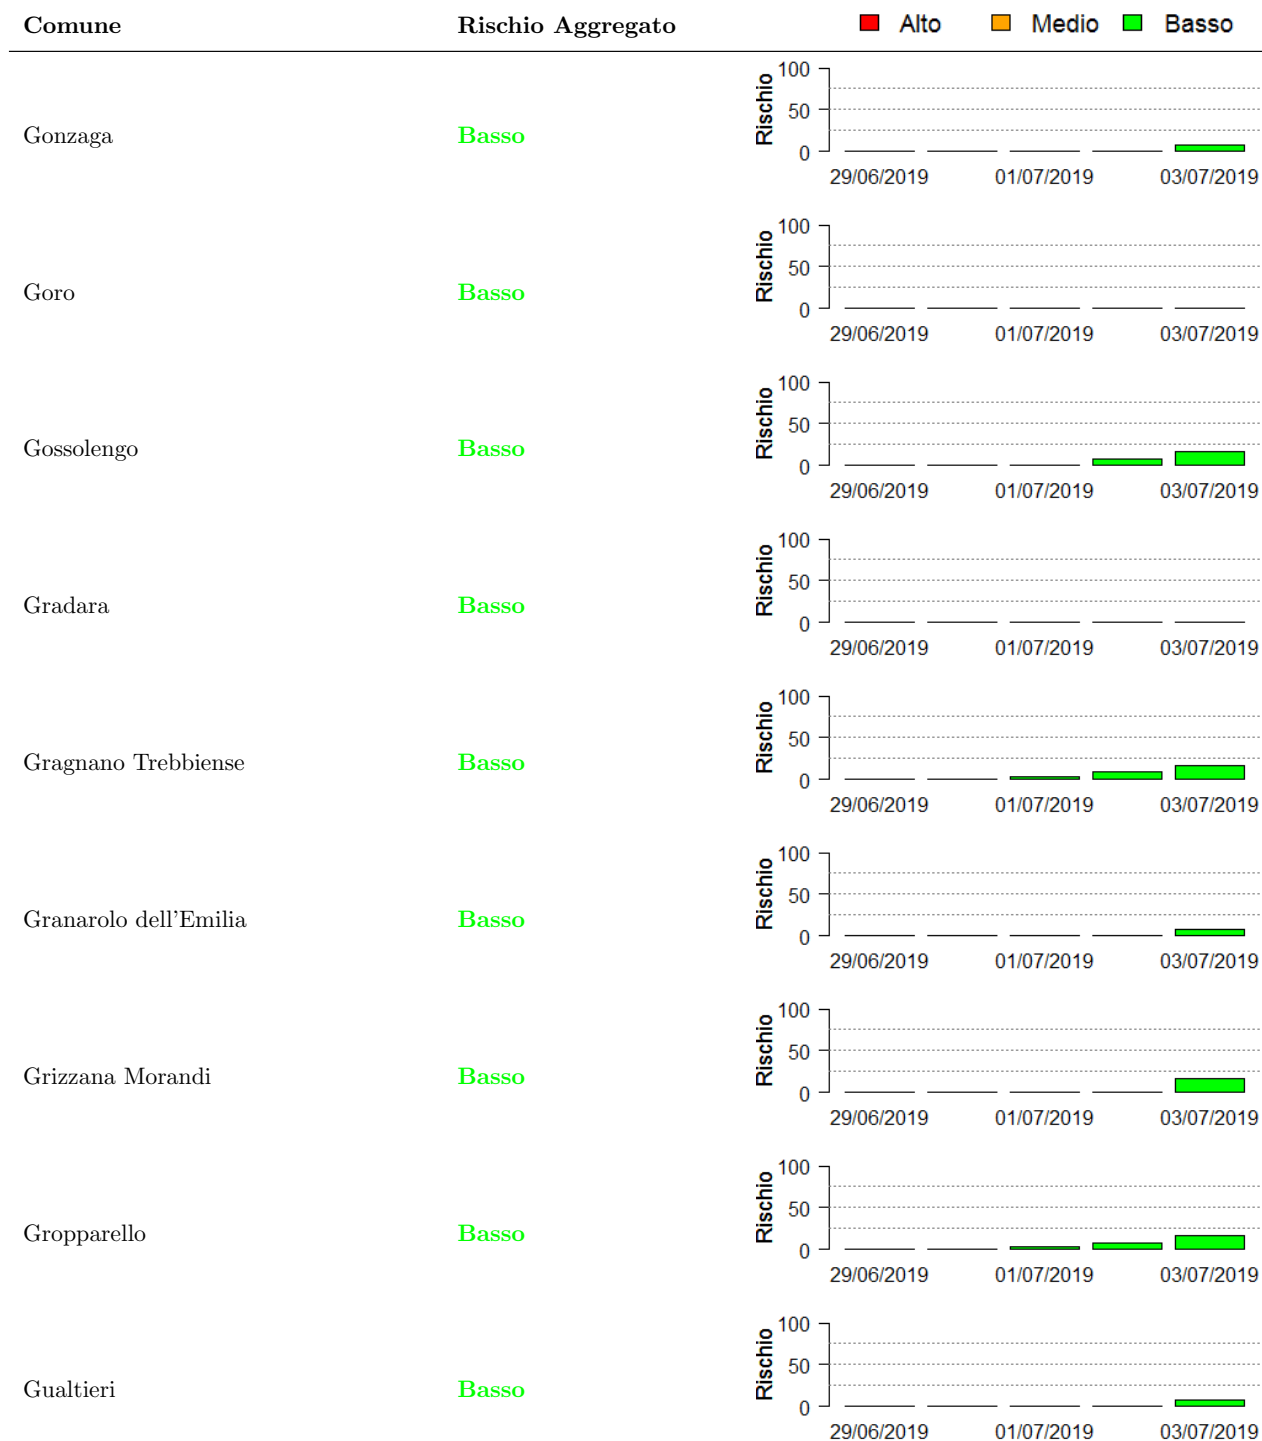 Comune Rischio Aggregato Alto Medio Basso
Gonzaga Basso
Rischio
100
50
0
29/06/2019 01/07/2019 03/07/2019
Goro Basso
Rischio
100
50
0
29/06/2019 01/07/2019 03/07/2019
Gossolengo Basso
Rischio
100
50
0
29/06/2019 01/07/2019 03/07/2019
Gradara Basso
Rischio
100
50
0
29/06/2019 01/07/2019 03/07/2019
Gragnano Trebbiense Basso
Rischio
100
50
0
29/06/2019 01/07/2019 03/07/2019
Granarolo dell'Emilia Basso
Rischio
100
50
0
29/06/2019 01/07/2019 03/07/2019
Grizzana Morandi Basso
Rischio
100
50
0
29/06/2019 01/07/2019 03/07/2019
Gropparello Basso
Rischio
100
50
0
29/06/2019 01/07/2019 03/07/2019
Gualtieri Basso
Rischio
100
50
0
29/06/2019 01/07/2019 03/07/2019